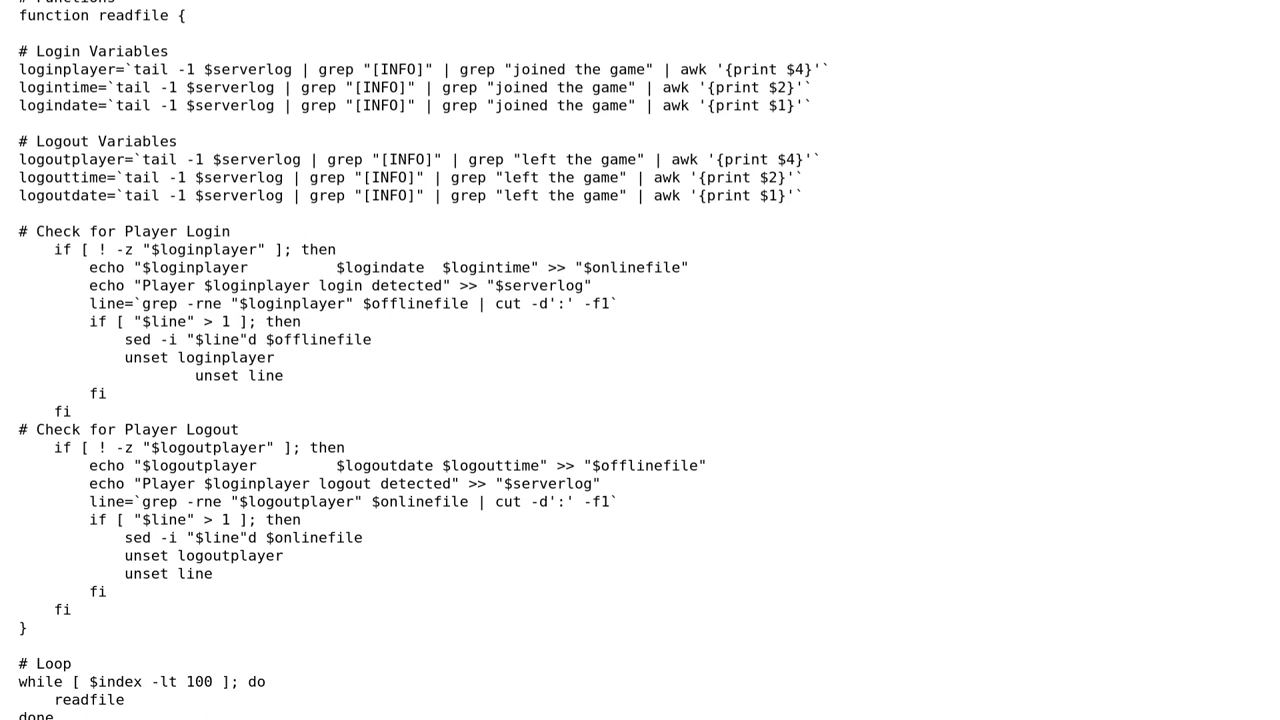 # Functions
function readfile {

# Login Variables
loginplayer=`tail -1 $serverlog | grep "[INFO]" | grep "joined the game" | awk '{print $4}'`
logintime=`tail -1 $serverlog | grep "[INFO]" | grep "joined the game" | awk '{print $2}'`
logindate=`tail -1 $serverlog | grep "[INFO]" | grep "joined the game" | awk '{print $1}'`

# Logout Variables
logoutplayer=`tail -1 $serverlog | grep "[INFO]" | grep "left the game" | awk '{print $4}'`
logouttime=`tail -1 $serverlog | grep "[INFO]" | grep "left the game" | awk '{print $2}'`
logoutdate=`tail -1 $serverlog | grep "[INFO]" | grep "left the game" | awk '{print $1}'`

# Check for Player Login
    if [ ! -z "$loginplayer" ]; then
        echo "$loginplayer          $logindate  $logintime" >> "$onlinefile"
        echo "Player $loginplayer login detected" >> "$serverlog"
        line=`grep -rne "$loginplayer" $offlinefile | cut -d':' -f1`
        if [ "$line" > 1 ]; then
            sed -i "$line"d $offlinefile
            unset loginplayer
                    unset line
        fi
    fi
# Check for Player Logout
    if [ ! -z "$logoutplayer" ]; then
        echo "$logoutplayer         $logoutdate $logouttime" >> "$offlinefile"
        echo "Player $loginplayer logout detected" >> "$serverlog"
        line=`grep -rne "$logoutplayer" $onlinefile | cut -d':' -f1`
        if [ "$line" > 1 ]; then
            sed -i "$line"d $onlinefile
            unset logoutplayer
            unset line
        fi
    fi
}

# Loop
while [ $index -lt 100 ]; do
    readfile
done